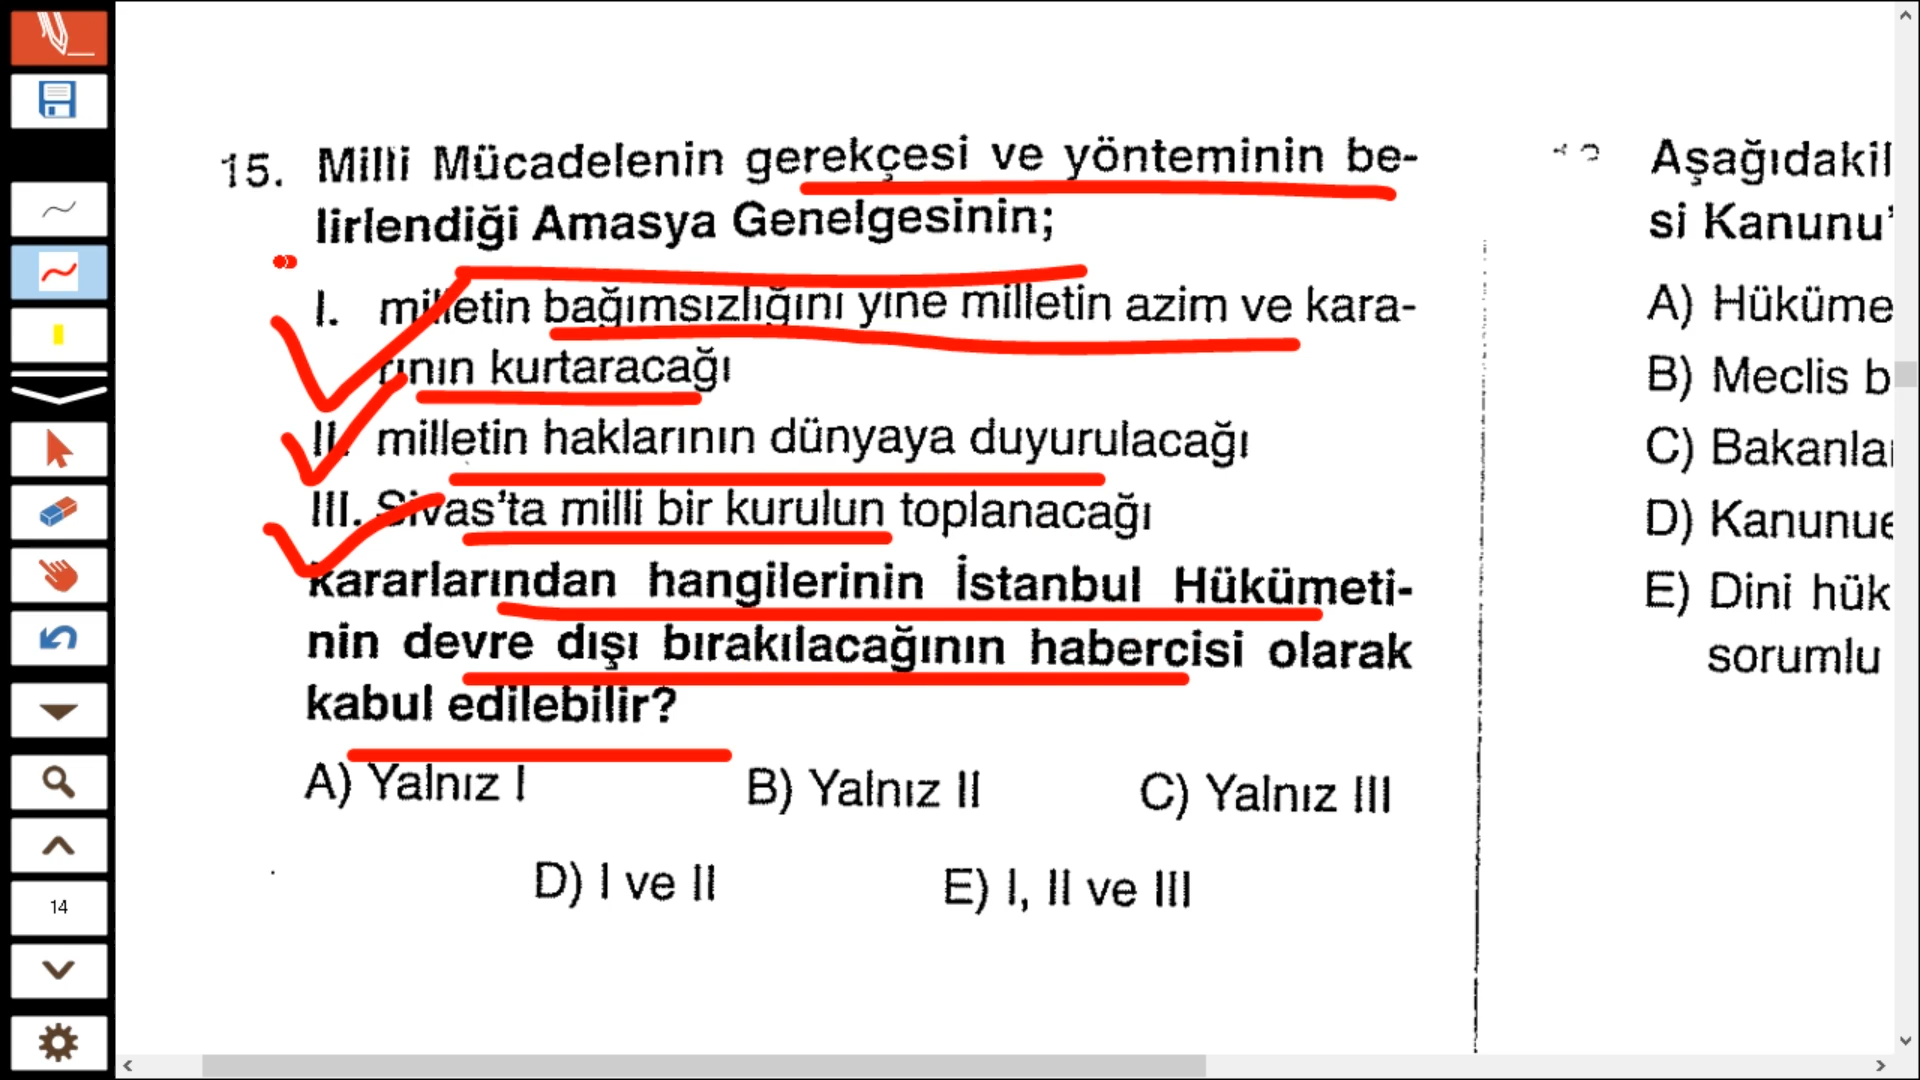 15. Milli Mücadelenin gerekçesi ve yönteminin be-
lirlendiği Amasya Genelgesinin;
I. milletin bağımsızlığını yine milletin azim ve kara-
rının kurtaracağı
II. milletin haklarının dünyaya duyurulacağı
III. Sivas'ta milli bir kurulun toplanacağı
kararlarından hangilerinin İstanbul Hükümeti-
nin devre dışı bırakılacağının habercisi olarak
kabul edilebilir?
A) Yalnız I B) Yalnız II C) Yalnız III
D) I ve II E) I, II ve III
Aşağıdakil
si Kanunu'
A) Hüküme
B) Meclis b
C) Bakanla
D) Kanunue
E) Dini hük
sorumlu
14